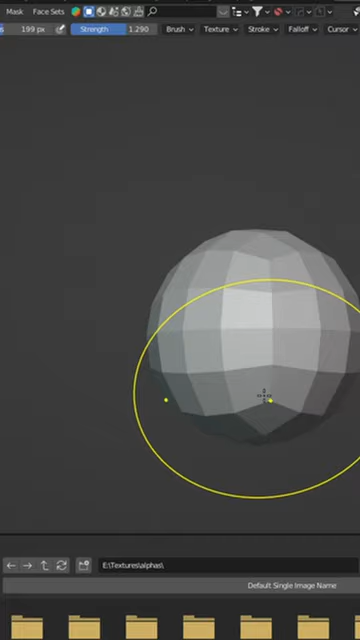 Mask Face Sets
199 px Strength 1.290 Brush Texture Stroke Falloff Cursor
E:\Textures\alphas\
Default Single Image Name